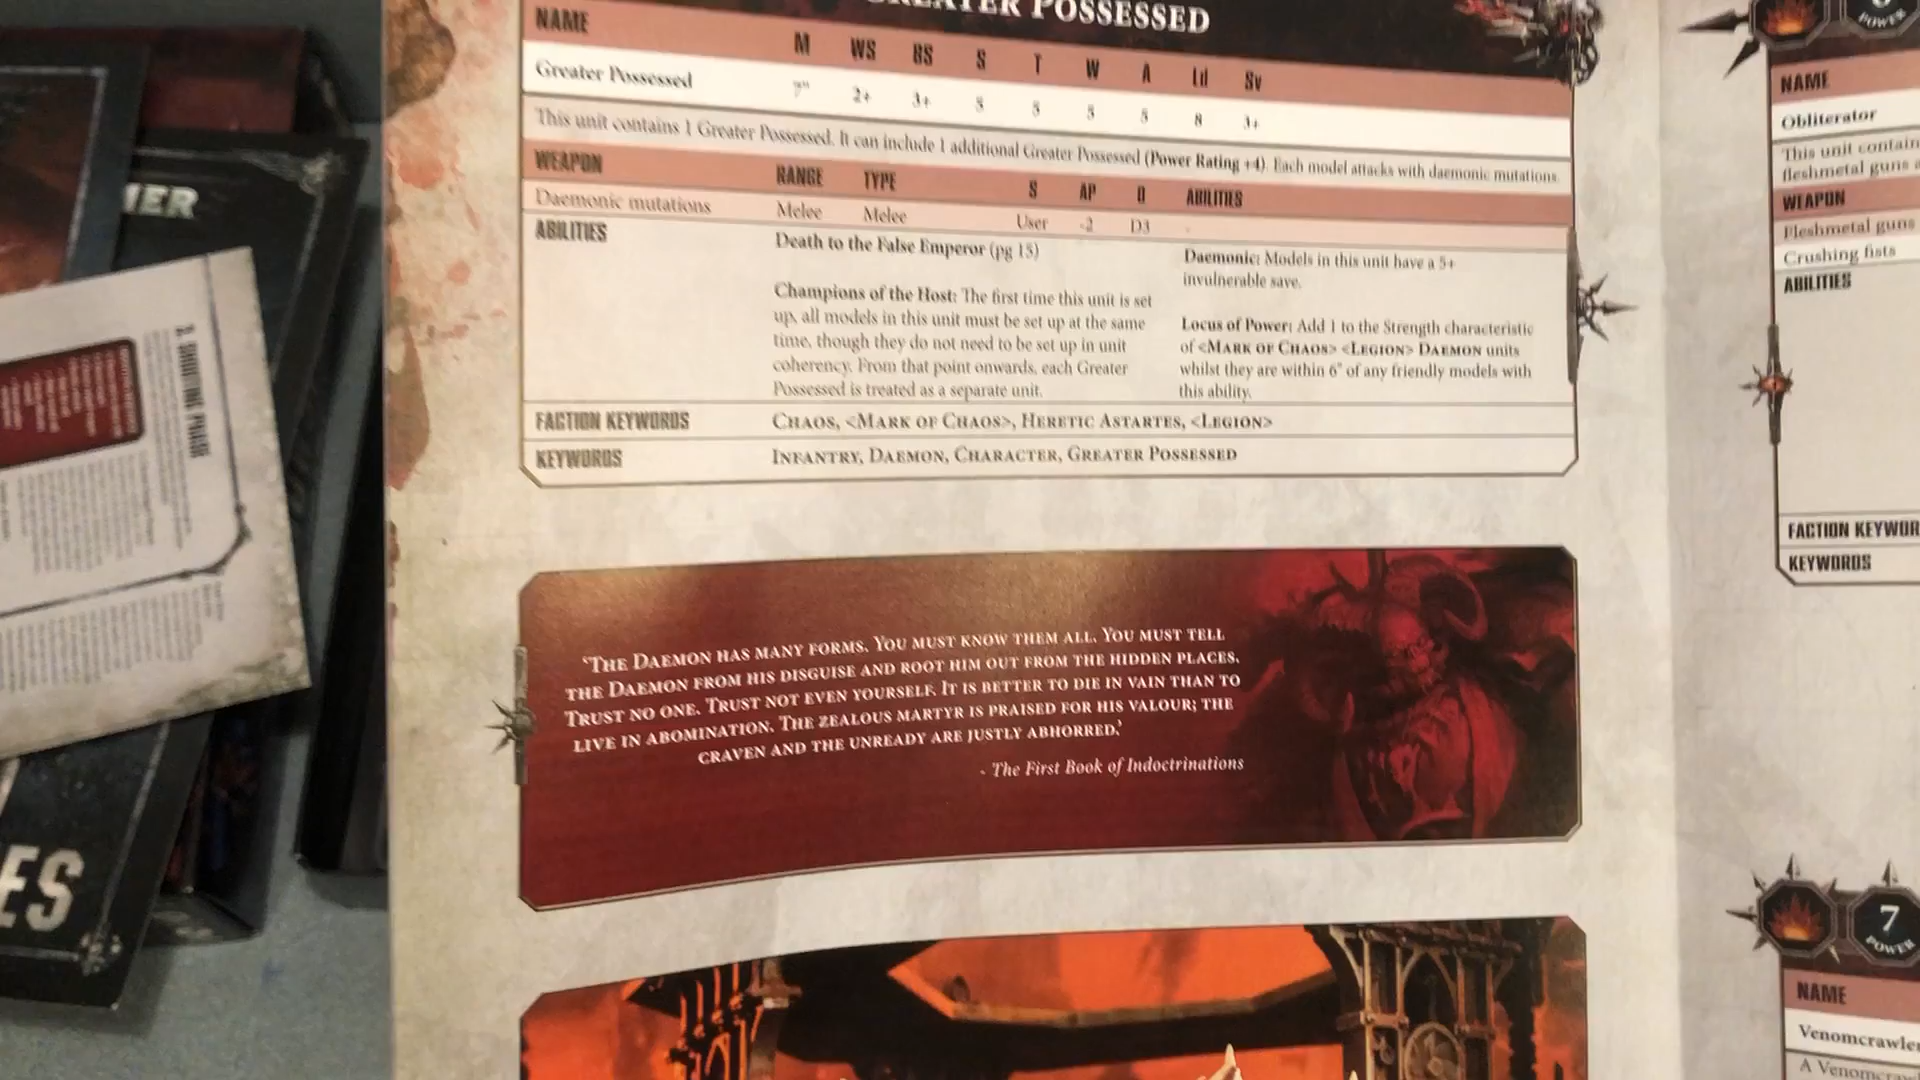 GREATER POSSESSED
NAME M WS BS S T W A Ld Sv
Greater Possessed 7" 2+ 3+ 5 5 5 5 8 3+
This unit contains 1 Greater Possessed. It can include 1 additional Greater Possessed (Power Rating +4). Each model attacks with daemonic mutations.
WEAPON RANGE TYPE S AP D ABILITIES
Daemonic mutations Melee Melee User -2 D3 -
ABILITIES
Death to the False Emperor (pg 15)
Champions of the Host: The first time this unit is set
up, all models in this unit must be set up at the same
time, though they do not need to be set up in unit
coherency. From that point onwards, each Greater
Possessed is treated as a separate unit.
Daemonic: Models in this unit have a 5+
invulnerable save.
Locus of Power: Add 1 to the Strength characteristic
of <MARK OF CHAOS> <LEGION> DAEMON units
whilst they are within 6" of any friendly models with
this ability.
FACTION KEYWORDS CHAOS, <MARK OF CHAOS>, HERETIC ASTARTES, <LEGION>
KEYWORDS INFANTRY, DAEMON, CHARACTER, GREATER POSSESSED
'THE DAEMON HAS MANY FORMS. YOU MUST KNOW THEM ALL. YOU MUST TELL
THE DAEMON FROM HIS DISGUISE AND ROOT HIM OUT FROM THE HIDDEN PLACES.
TRUST NO ONE. TRUST NOT EVEN YOURSELF. IT IS BETTER TO DIE IN VAIN THAN TO
LIVE IN ABOMINATION. THE ZEALOUS MARTYR IS PRAISED FOR HIS VALOUR; THE
CRAVEN AND THE UNREADY ARE JUSTLY ABHORRED.'
- The First Book of Indoctrinations
POWER
NAME
Obliterator
This unit contain
fleshmetal guns
WEAPON
Fleshmetal guns
Crushing fists
ABILITIES
FACTION KEYWOR
KEYWORDS
7
POWER
NAME
Venomcrawler
A Venomcraw
ES